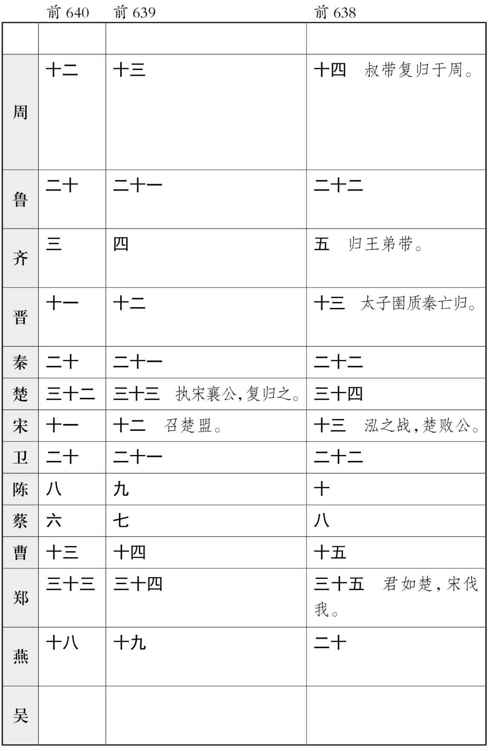 前 640 前 639 前 638
周 十二 十三 十四 叔带复归于周。
鲁 二十 二十一 二十二
齐 三 四 五 归王弟带。
晋 十一 十二 十三 太子圉质秦亡归。
秦 二十 二十一 二十二
楚 三十二 三十三 执宋襄公,复归之。 三十四
宋 十一 十二 召楚盟。 十三 泓之战,楚败公。
卫 二十 二十一 二十二
陈 八 九 十
蔡 六 七 八
曹 十三 十四 十五
郑 三十三 三十四 三十五 君如楚,宋伐
我。
燕 十八 十九 二十
吴